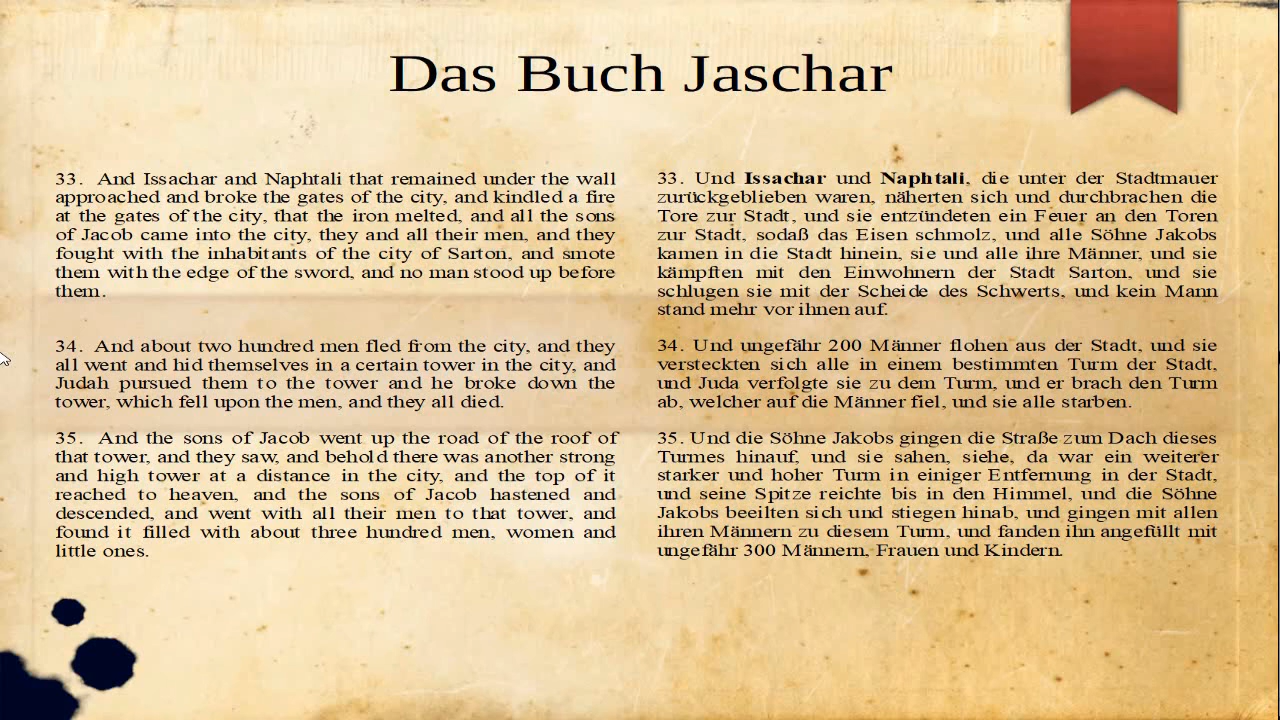 Das Buch Jaschar
33. And Issachar and Naphtali that remained under the wall
approached and broke the gates of the city, and kindled a fire
at the gates of the city, that the iron melted, and all the sons
of Jacob came into the city, they and all their men, and they
fought with the inhabitants of the city of Sarton, and smote
them with the edge of the sword, and no man stood up before
them.
34. And about two hundred men fled from the city, and they
all went and hid themselves in a certain tower in the city, and
Judah pursued them to the tower and he broke down the
tower, which fell upon the men, and they all died.
35. And the sons of Jacob went up the road of the roof of
that tower, and they saw, and behold there was another strong
and high tower at a distance in the city, and the top of it
reached to heaven, and the sons of Jacob hastened and
descended, and went with all their men to that tower, and
found it filled with about three hundred men, women and
little ones.
33. Und Issachar und Naphtali, die unter der Stadtmauer
zurückgeblieben waren, näherten sich und durchbrachen die
Tore zur Stadt, und sie entzündeten ein Feuer an den Toren
zur Stadt, sodaß das Eisen schmolz, und alle Söhne Jakobs
kamen in die Stadt hinein, sie und alle ihre Männer, und sie
kämpften mit den Einwohnern der Stadt Sarton, und sie
schlugen sie mit der Scheide des Schwerts, und kein Mann
stand mehr vor ihnen auf.
34. Und ungefähr 200 Männer flohen aus der Stadt, und sie
versteckten sich alle in einem bestimmten Turm der Stadt,
und Juda verfolgte sie zu dem Turm, und er brach den Turm
ab, welcher auf die Männer fiel, und sie alle starben.
35. Und die Söhne Jakobs gingen die Straße zum Dach dieses
Turmes hinauf, und sie sahen, siehe, da war ein weiterer
starker und hoher Turm in einiger Entfernung in der Stadt,
und seine Spitze reichte bis in den Himmel, und die Söhne
Jakobs beeilten sich und stiegen hinab, und gingen mit allen
ihren Männern zu diesem Turm, und fanden ihn angefüllt mit
ungefähr 300 Männern, Frauen und Kindern.